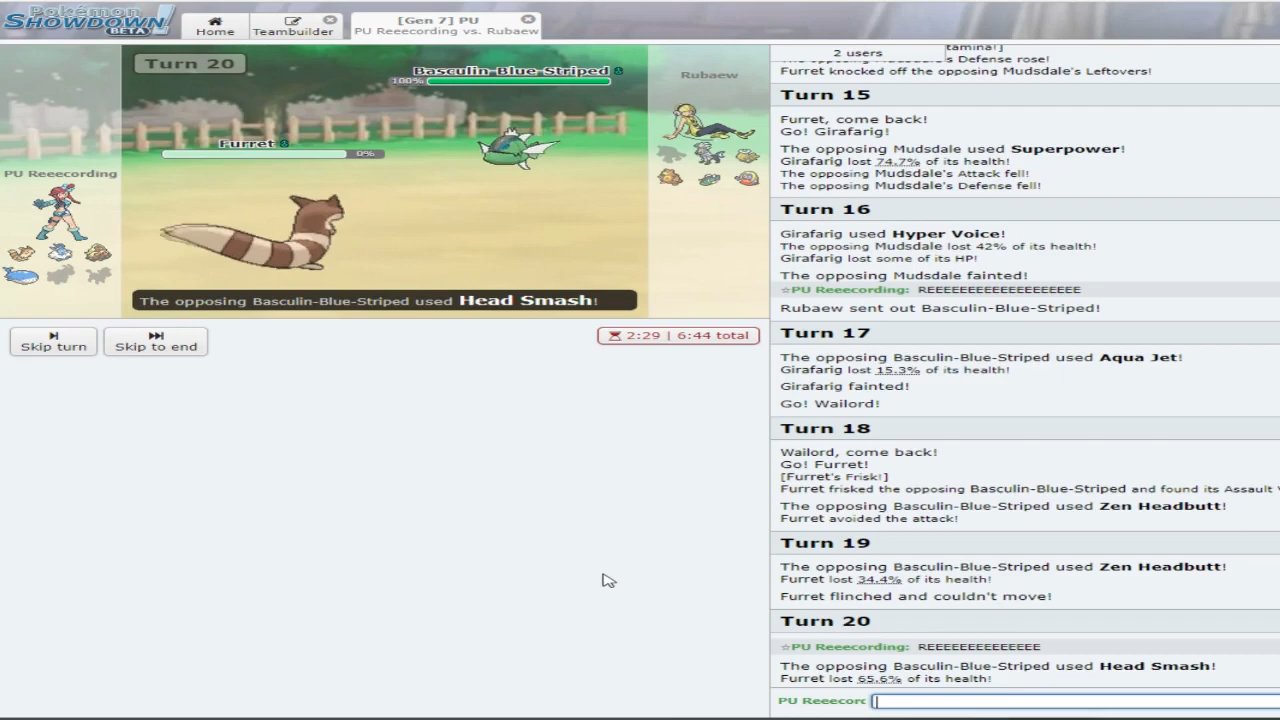 Pokémon
SHOWDOWN!
BETA
Home
Teambuilder
[Gen 7] PU
PU Reeecording vs. Rubaew
Turn 20
Basculin-Blue-Striped
100%
Furret
0%
PU Reeecording
Rubaew
The opposing Basculin-Blue-Striped used Head Smash!
Skip turn
Skip to end
2:29 | 6:44 total
2 users
tamina!]
s Defense rose!
Furret knocked off the opposing Mudsdale's Leftovers!
Turn 15
Furret, come back!
Go! Girafarig!
The opposing Mudsdale used Superpower!
Girafarig lost 74.7% of its health!
The opposing Mudsdale's Attack fell!
The opposing Mudsdale's Defense fell!
Turn 16
Girafarig used Hyper Voice!
The opposing Mudsdale lost 42% of its health!
Girafarig lost some of its HP!
The opposing Mudsdale fainted!
☆PU Reeecording: REEEEEEEEEEEEEEEEEEE
Rubaew sent out Basculin-Blue-Striped!
Turn 17
The opposing Basculin-Blue-Striped used Aqua Jet!
Girafarig lost 15.3% of its health!
Girafarig fainted!
Go! Wailord!
Turn 18
Wailord, come back!
Go! Furret!
[Furret's Frisk!]
Furret frisked the opposing Basculin-Blue-Striped and found its Assault
The opposing Basculin-Blue-Striped used Zen Headbutt!
Furret avoided the attack!
Turn 19
The opposing Basculin-Blue-Striped used Zen Headbutt!
Furret lost 34.4% of its health!
Furret flinched and couldn't move!
Turn 20
☆PU Reeecording: REEEEEEEEEEEEEE
The opposing Basculin-Blue-Striped used Head Smash!
Furret lost 65.6% of its health!
PU Reeecorc